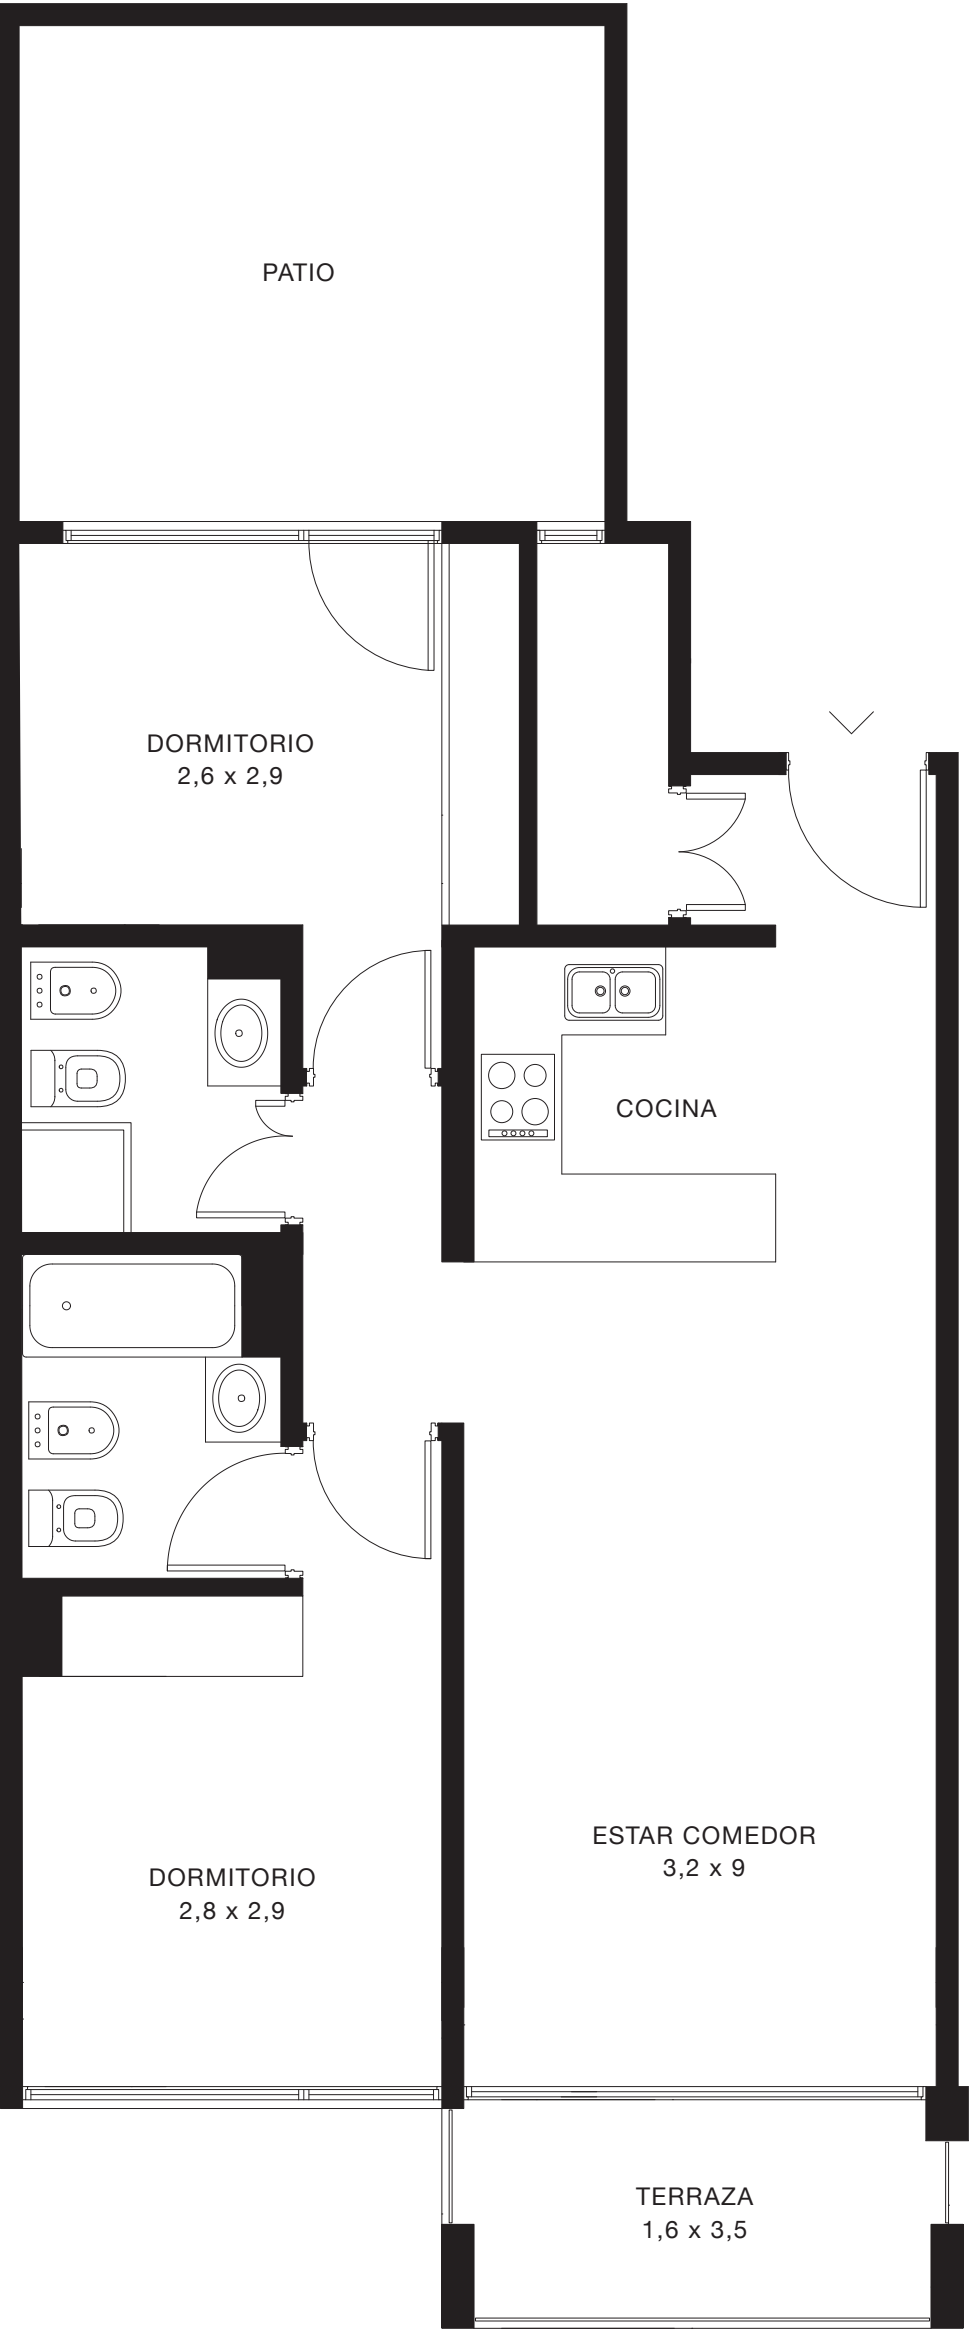 PATIO
DORMITORIO
2,6 x 2,9
COCINA
ESTAR COMEDOR
3,2 x 9
DORMITORIO
2,8 x 2,9
TERRAZA
1,6 x 3,5